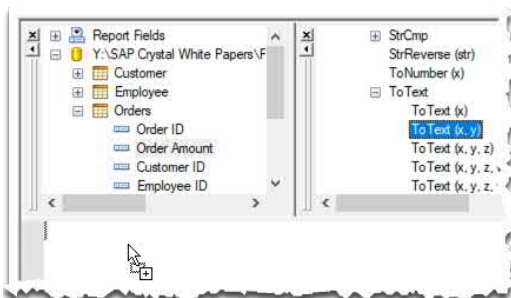 Report Fields
Y:\SAP Crystal White Papers\F
Customer
Employee
Orders
Order ID
Order Amount
Customer ID
Employee ID
StrCmp
StrReverse (str)
ToNumber (x)
ToText
ToText (x)
ToText (x, y)
ToText (x, y, z)
ToText (x, y, z,
ToText (x, y, z,